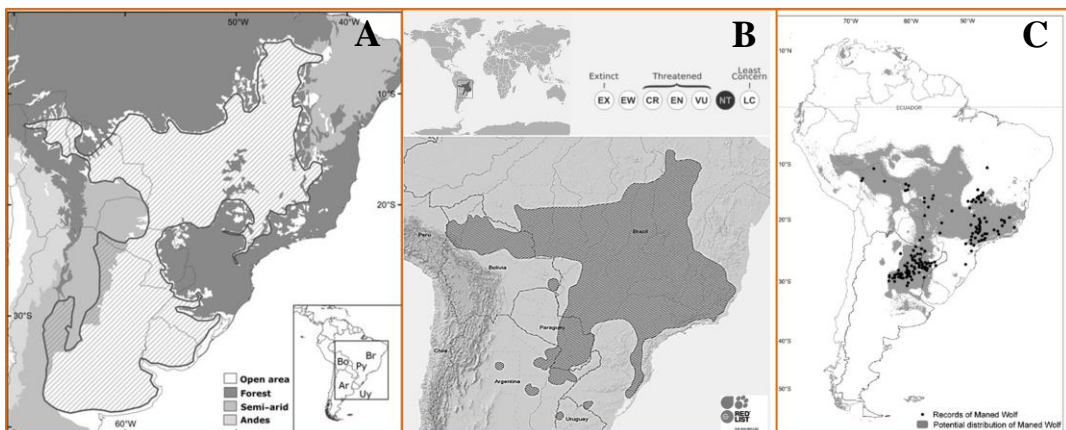 50°W
40°W
A
10°S
20°S
30°S
60°W
Bo
Br
Py
Ar
Uy
Open area
Forest
Semi-arid
Andes
B
Extinct
Threatened
Least
Concern
EX EW CR EN VU NT LC
Peru
Brazil
Bolivia
Paraguay
Chile
Argentina
Uruguay
RED
LIST
C
70°W
60°W
50°W
10°N
ECUADOR
10°S
20°S
30°S
40°S
50°S
Records of Maned Wolf
Potential distribution of Maned Wolf